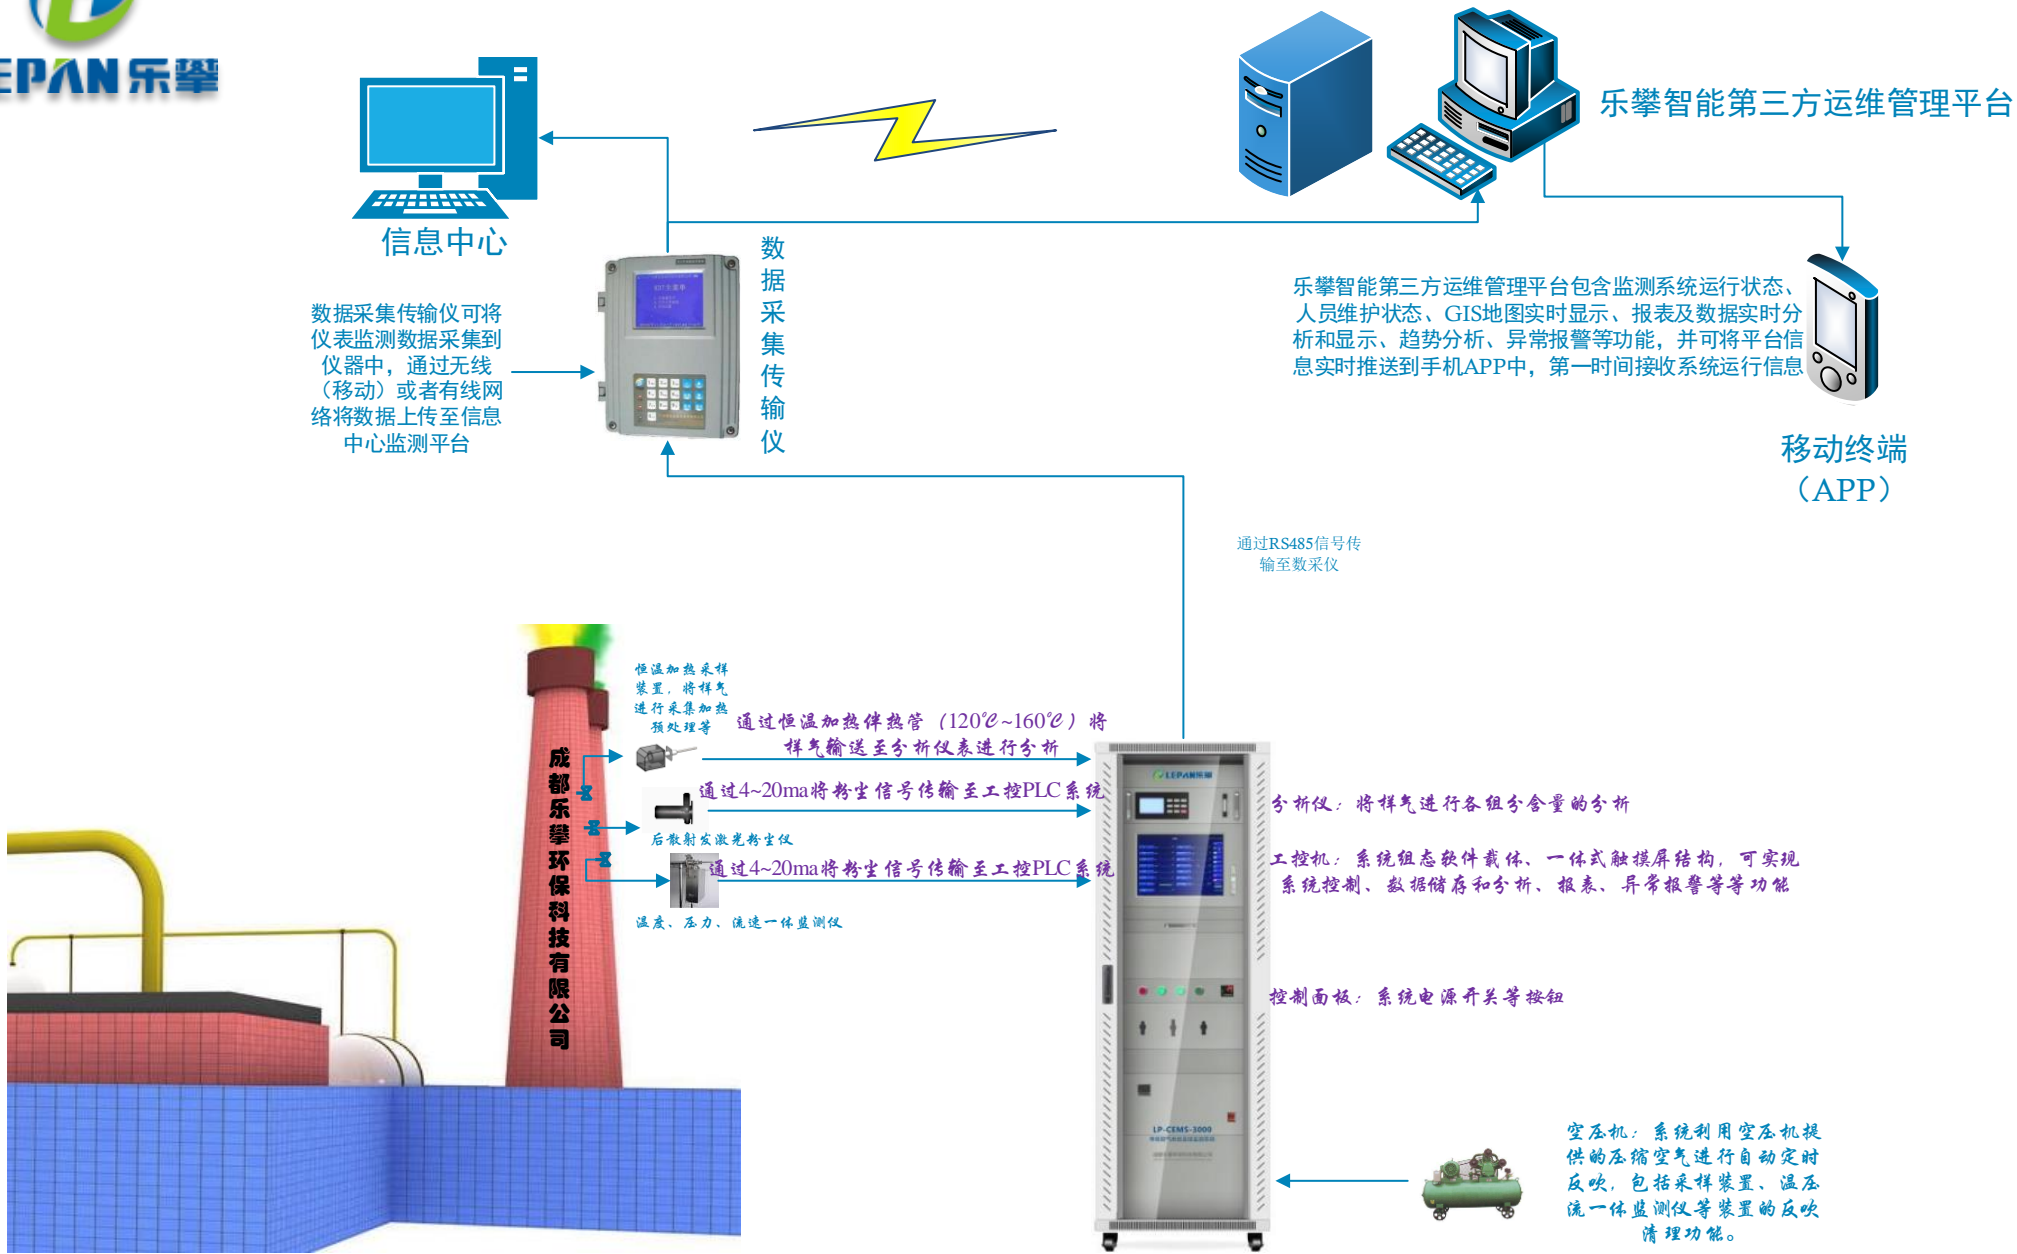 EPAN乐攀
乐攀智能第三方运维管理平台
信息中心
数据采集传输仪
数据采集传输仪可将
仪表监测数据采集到
仪器中，通过无线
（移动）或者有线网
络将数据上传至信息
中心监测平台
乐攀智能第三方运维管理平台包含监测系统运行状态、
人员维护状态、GIS地图实时显示、报表及数据实时分
析和显示、趋势分析、异常报警等功能，并可将平台信
息实时推送到手机APP中，第一时间接收系统运行信息
移动终端
（APP）
通过RS485信号传
输至数采仪
恒温加热采样
装置，将样气
进行采集加热
预处理等
通过恒温加热伴热管（120℃~160℃）将
样气输送至分析仪表进行分析
通过4~20ma将粉尘信号传输至工控PLC系统
后散射发激光粉尘仪
通过4~20ma将粉尘信号传输至工控PLC系统
温度、压力、流速一体监测仪
成都乐攀环保科技有限公司
LEPAN乐攀
分析仪：将样气进行各组分含量的分析
工控机：系统组态软件载体、一体式触摸屏结构，可实现
系统控制、数据储存和分析、报表、异常报警等等功能
控制面板：系统电源开关等按钮
LP-CEMS-3000
空压机：系统利用空压机提
供的压缩空气进行自动定时
反吹，包括采样装置、温压
流一体监测仪等装置的反吹
清理功能。